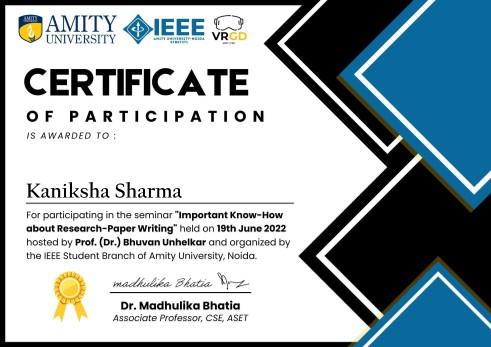 AMITY
UNIVERSITY
IEEE
AMITY UNIVERSITY-NOIDA
VRGD
CERTIFICATE
OF PARTICIPATION
IS AWARDED TO :
Kaniksha Sharma
For participating in the seminar "Important Know-How
about Research-Paper Writing" held on 19th June 2022
hosted by Prof. (Dr.) Bhuvan Unhelkar and organized by
the IEEE Student Branch of Amity University, Noida.
madhulika Bhatia
Dr. Madhulika Bhatia
Associate Professor, CSE, ASET